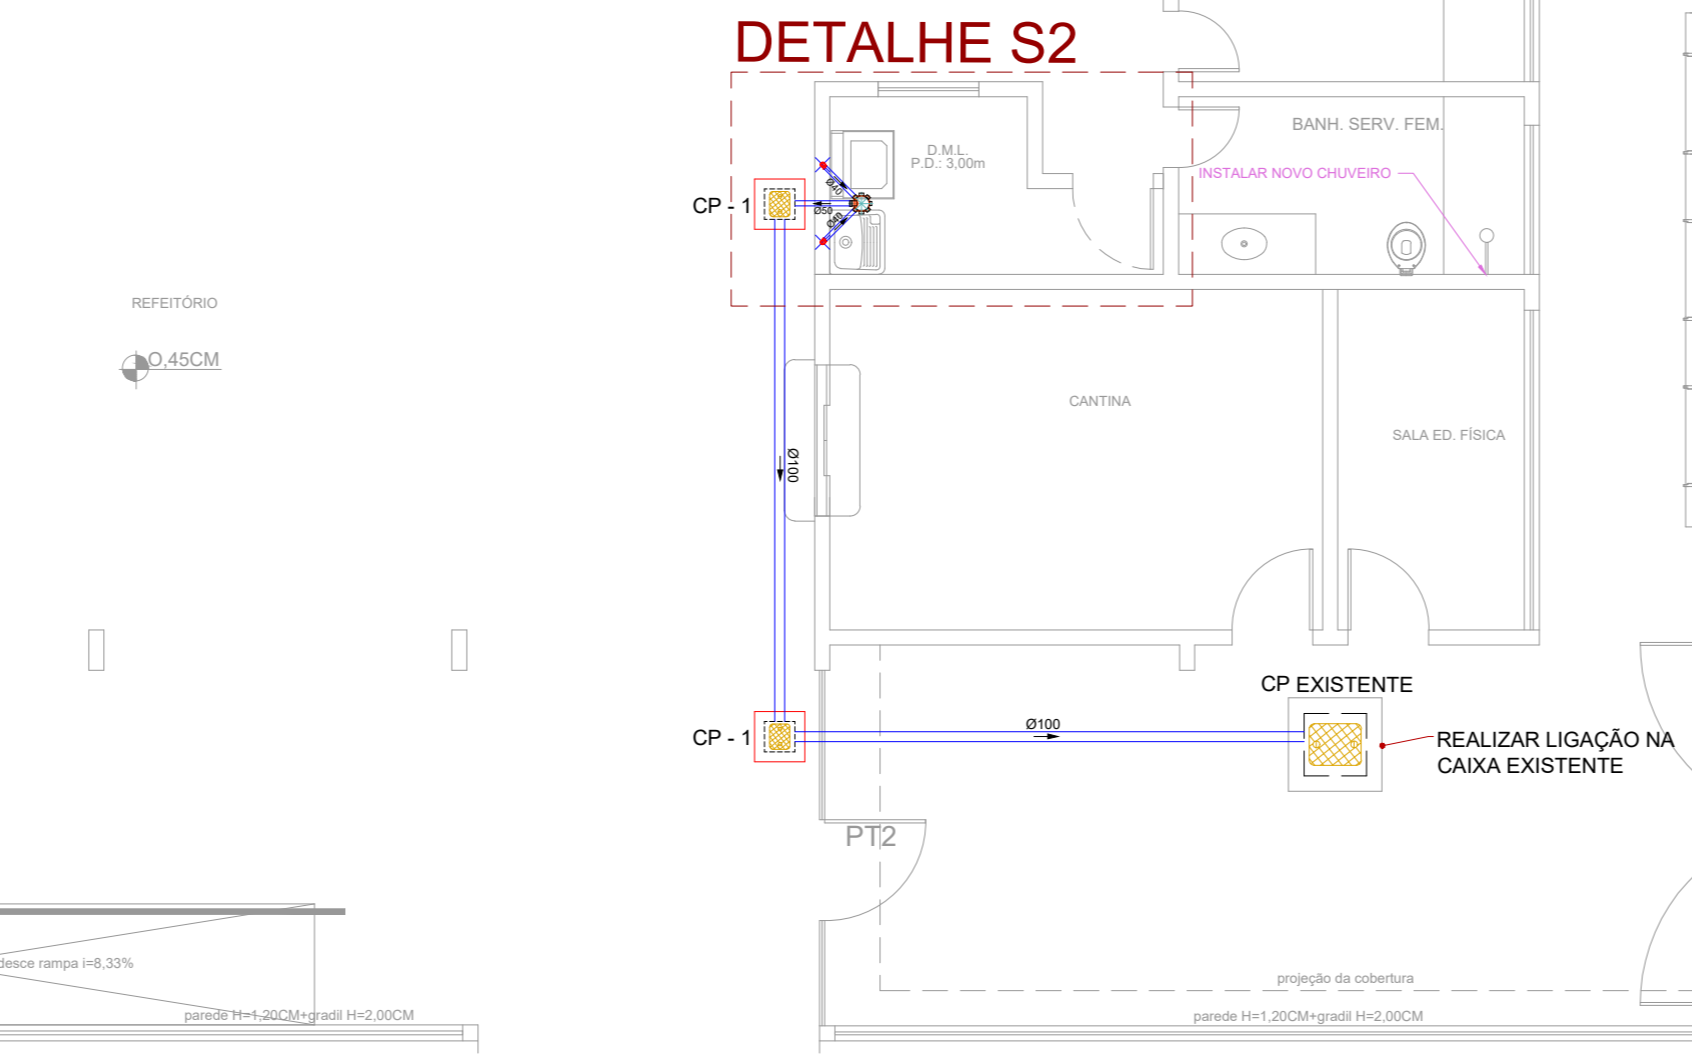 DETALHE S2
BANH. SERV. FEM.
D.M.L.
P.D.: 3,00m
INSTALAR NOVO CHUVEIRO
Ø40
CP - 1
Ø50
Ø40
REFEITÓRIO
O,45CM
CANTINA
SALA ED. FÍSICA
Ø100
CP EXISTENTE
Ø100
CP - 1
REALIZAR LIGAÇÃO NA
CAIXA EXISTENTE
PT2
desce rampa i=8,33%
projeção da cobertura
parede H=1,20CM+gradil H=2,00CM
parede H=1,20CM+gradil H=2,00CM